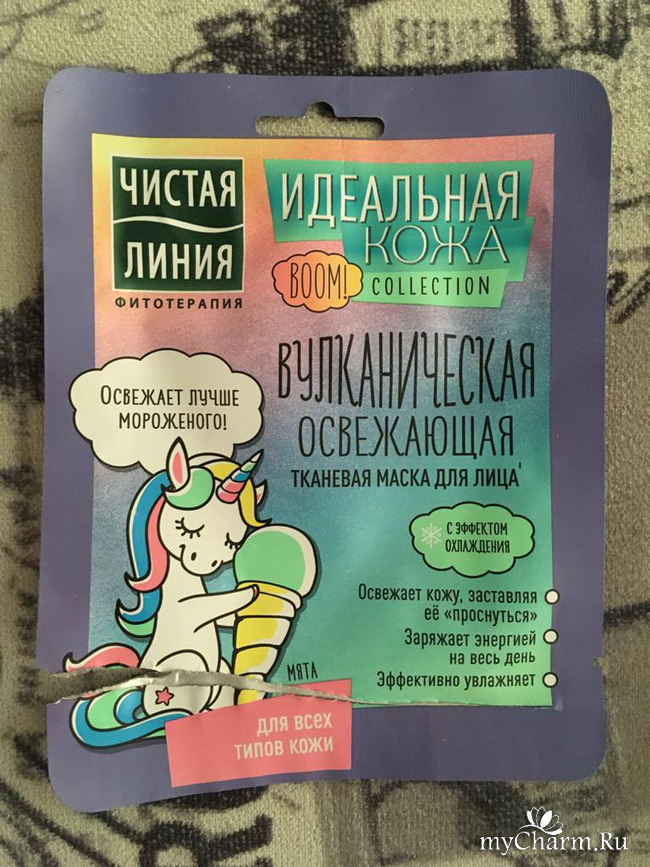 ЧИСТАЯ
ЛИНИЯ
ФИТОТЕРАПИЯ
ИДЕАЛЬНАЯ
КОЖА
BOOM!
COLLECTION
ВУЛКАНИЧЕСКАЯ
ОСВЕЖАЮЩАЯ
ТКАНЕВАЯ МАСКА ДЛЯ ЛИЦА¹
ОСВЕЖАЕТ ЛУЧШЕ
МОРОЖЕНОГО!
С ЭФФЕКТОМ
ОХЛАЖДЕНИЯ
Освежает кожу, заставляя
её «проснуться»
Заряжает энергией
на весь день
Эффективно увлажняет
МЯТА
для всех
типов кожи
myCharm.Ru